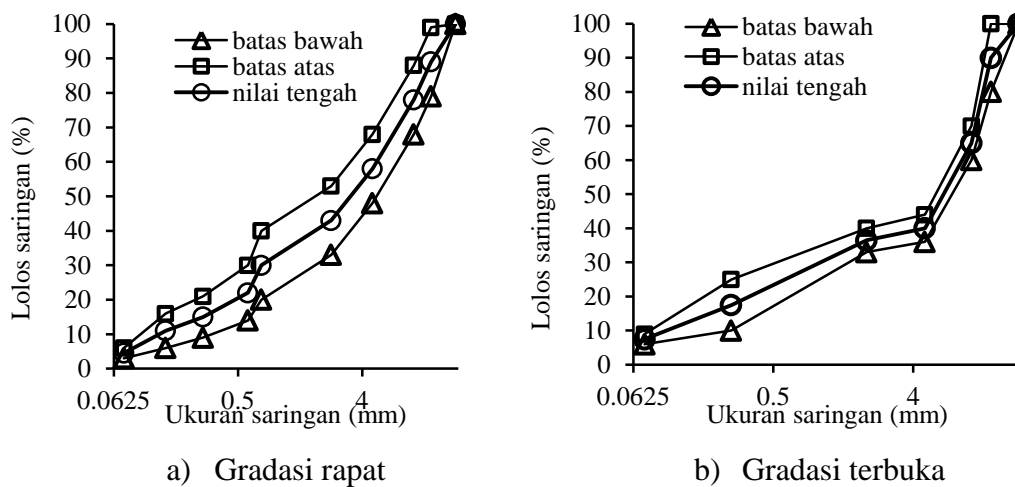 batas bawah
batas atas
nilai tengah
Lolos saringan (%)
100
90
80
70
60
50
40
30
20
10
0
0.0625
0.5
4
Ukuran saringan (mm)
a) Gradasi rapat
batas bawah
batas atas
nilai tengah
Lolos saringan (%)
100
90
80
70
60
50
40
30
20
10
0
0.0625
0.5
4
Ukuran saringan (mm)
b) Gradasi terbuka